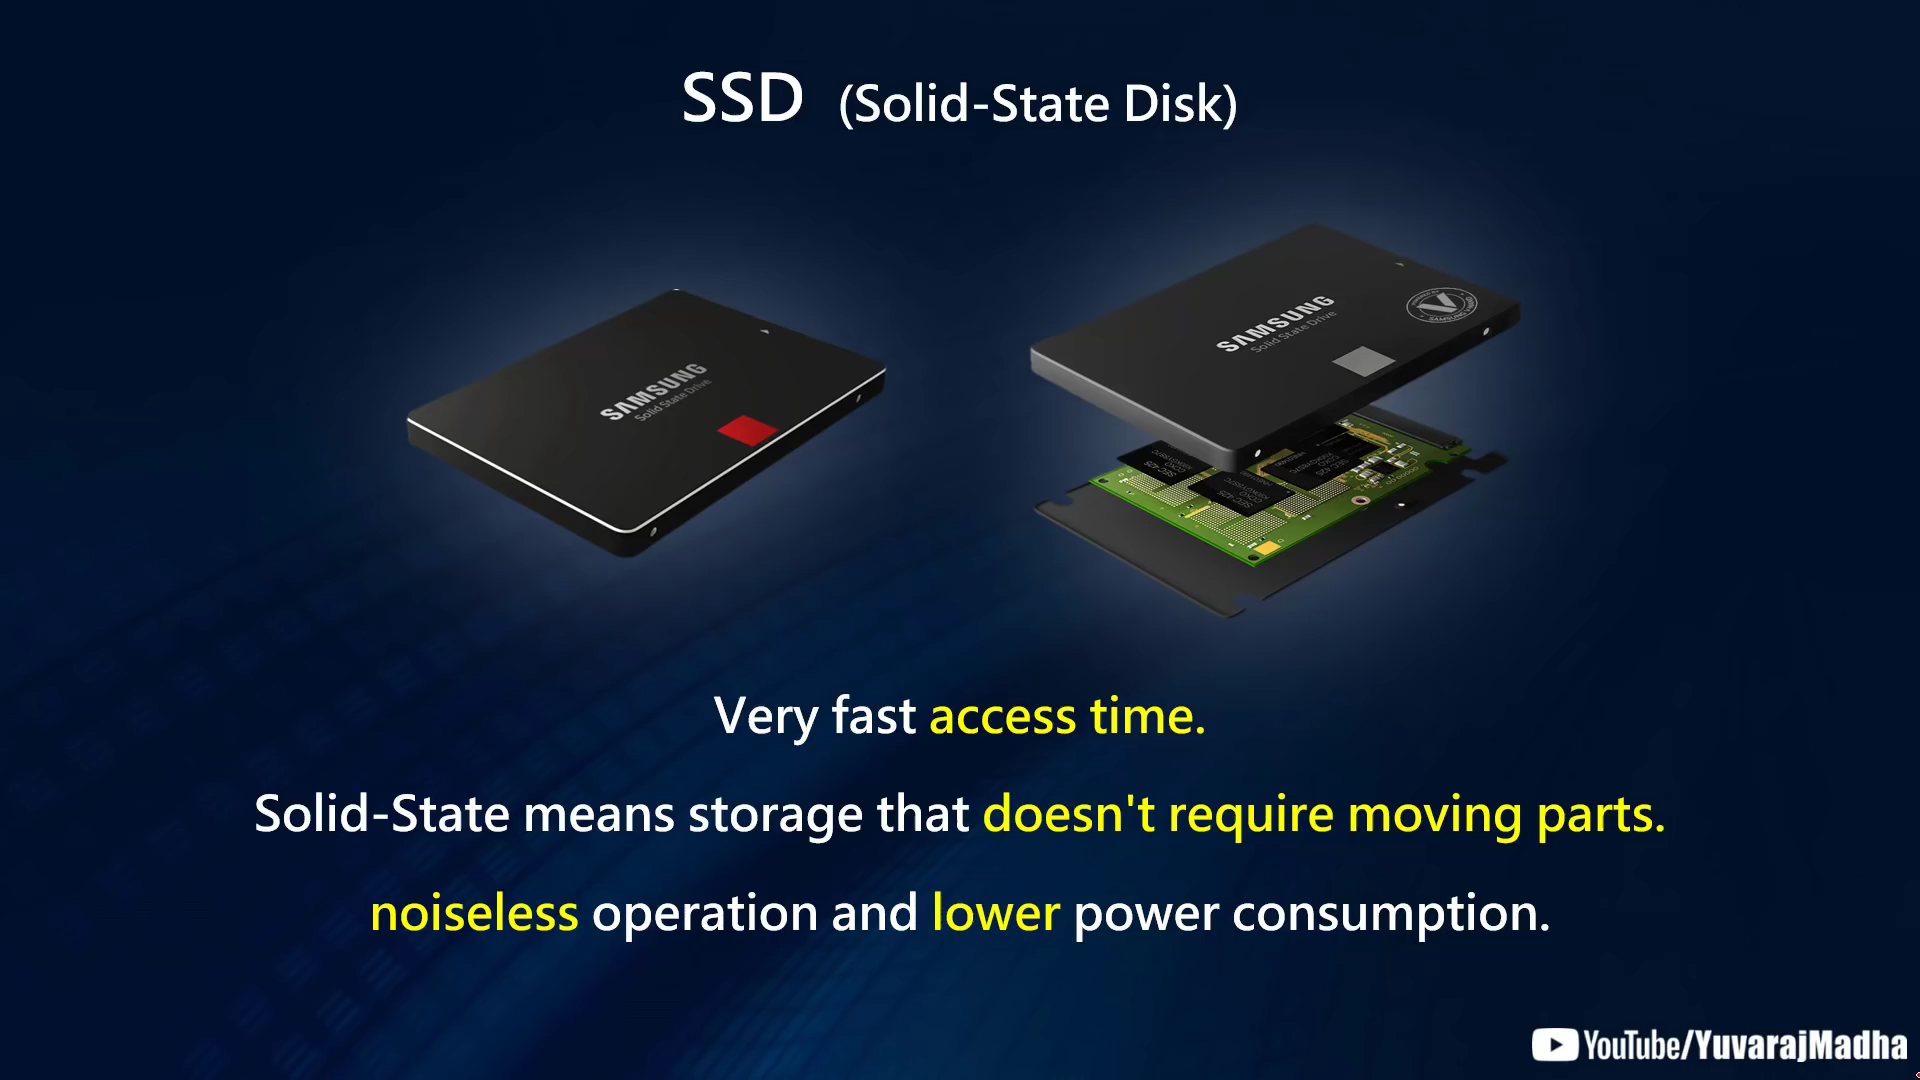 SSD (Solid-State Disk)
SAMSUNG
Solid State Drive
SAMSUNG
Solid State Drive
V
Very fast access time.
Solid-State means storage that doesn't require moving parts.
noiseless operation and lower power consumption.
YouTube/YuvarajMadha